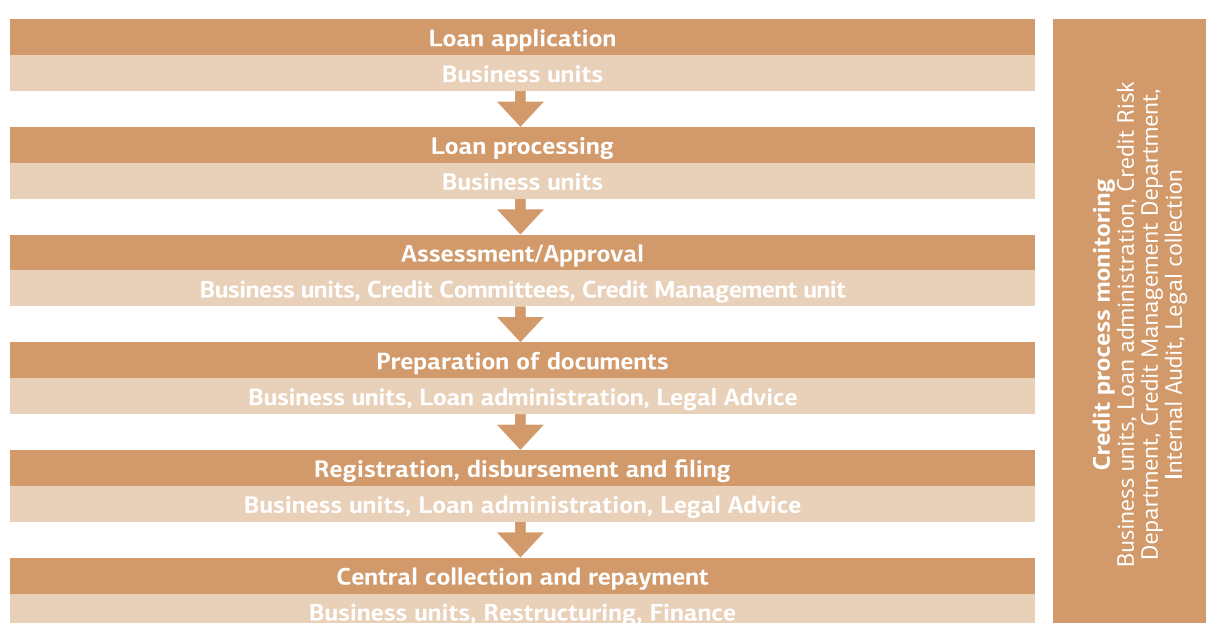 Loan application
Business units
Loan processing
Business units
Assessment/Approval
Business units, Credit Committees, Credit Management unit
Preparation of documents
Business units, Loan administration, Legal Advice
Registration, disbursement and filing
Business units, Loan administration, Legal Advice
Central collection and repayment
Business units, Restructuring, Finance
Credit process monitoring
Business units, Loan administration, Credit Risk
Department, Credit Management Department,
Internal Audit, Legal collection